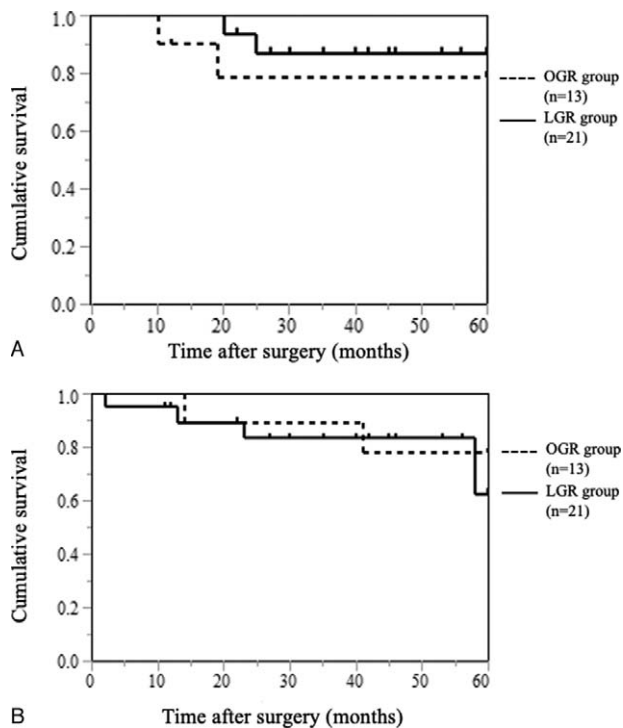 1.0
0.8
0.6
0.4
0.2
0.0
Cumulative survival
0 10 20 30 40 50 60
Time after surgery (months)
OGR group
(n=13)
LGR group
(n=21)
A
1.0
0.8
0.6
0.4
0.2
0.0
Cumulative survival
0 10 20 30 40 50 60
Time after surgery (months)
OGR group
(n=13)
LGR group
(n=21)
B